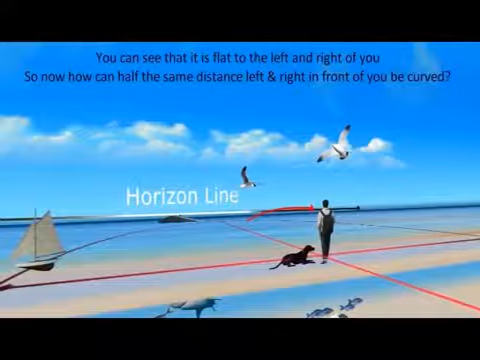 You can see that it is flat to the left and right of you
So now how can half the same distance left & right in front of you be curved?
Horizon Line